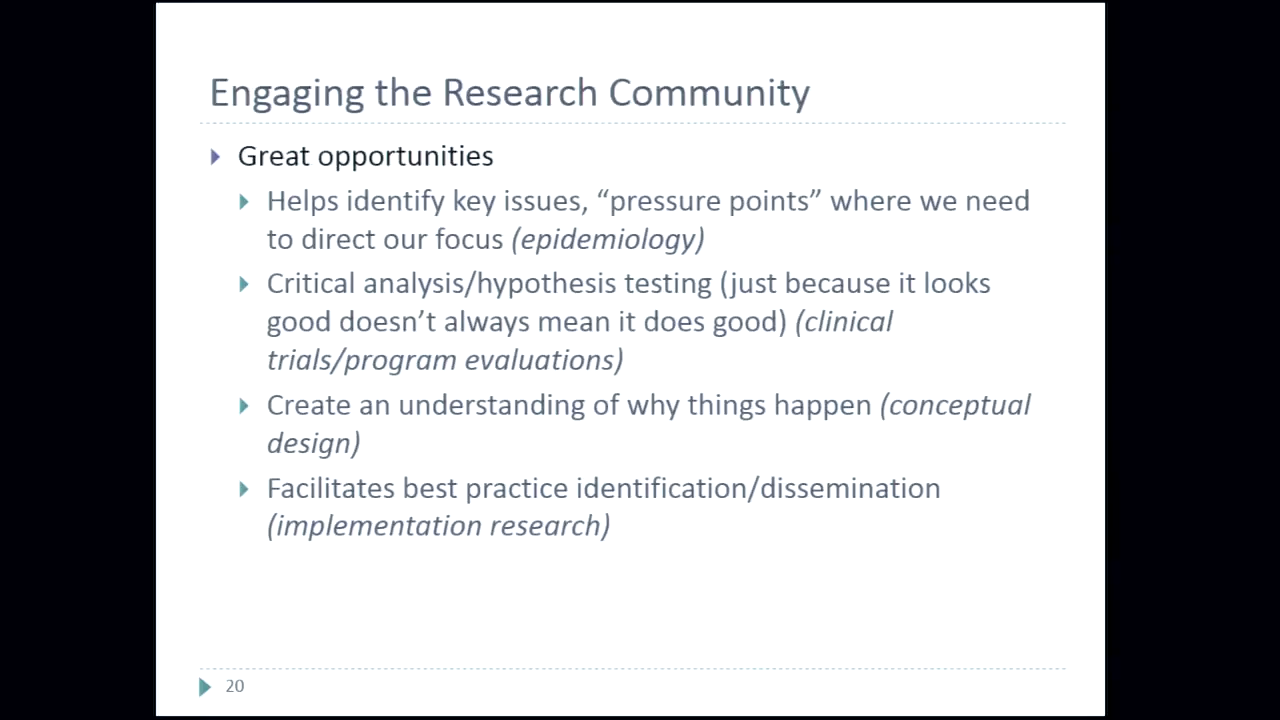 Engaging the Research Community
Great opportunities
Helps identify key issues, “pressure points” where we need
to direct our focus (epidemiology)
Critical analysis/hypothesis testing (just because it looks
good doesn’t always mean it does good) (clinical
trials/program evaluations)
Create an understanding of why things happen (conceptual
design)
Facilitates best practice identification/dissemination
(implementation research)
20